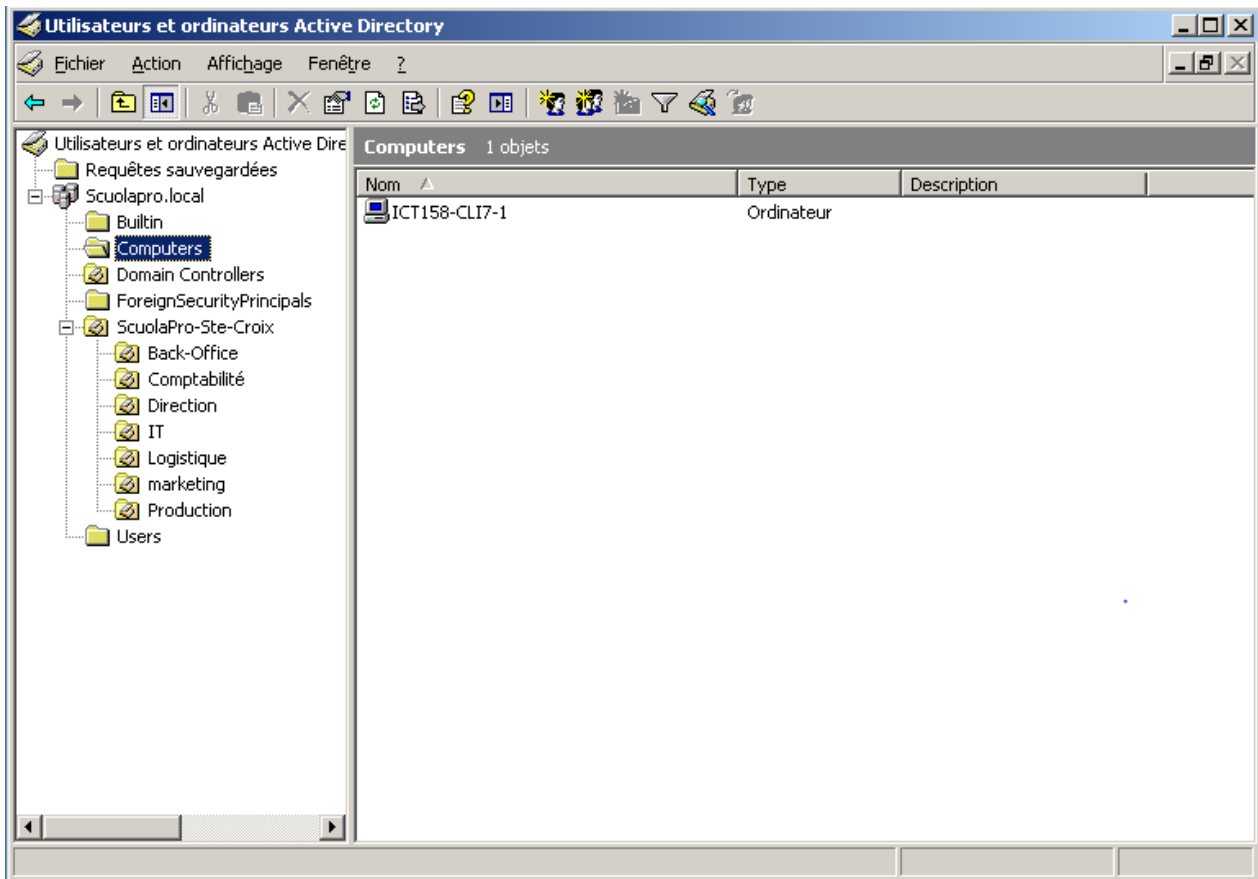 Utilisateurs et ordinateurs Active Directory
Fichier Action Affichage Fenêtre ?
Utilisateurs et ordinateurs Active Dire
Requêtes sauvegardées
Scuolapro.local
Builtin
Computers
Domain Controllers
ForeignSecurityPrincipals
ScuolaPro-Ste-Croix
Back-Office
Comptabilité
Direction
IT
Logistique
marketing
Production
Users
Computers 1 objets
Nom Type Description
ICT158-CLI7-1 Ordinateur